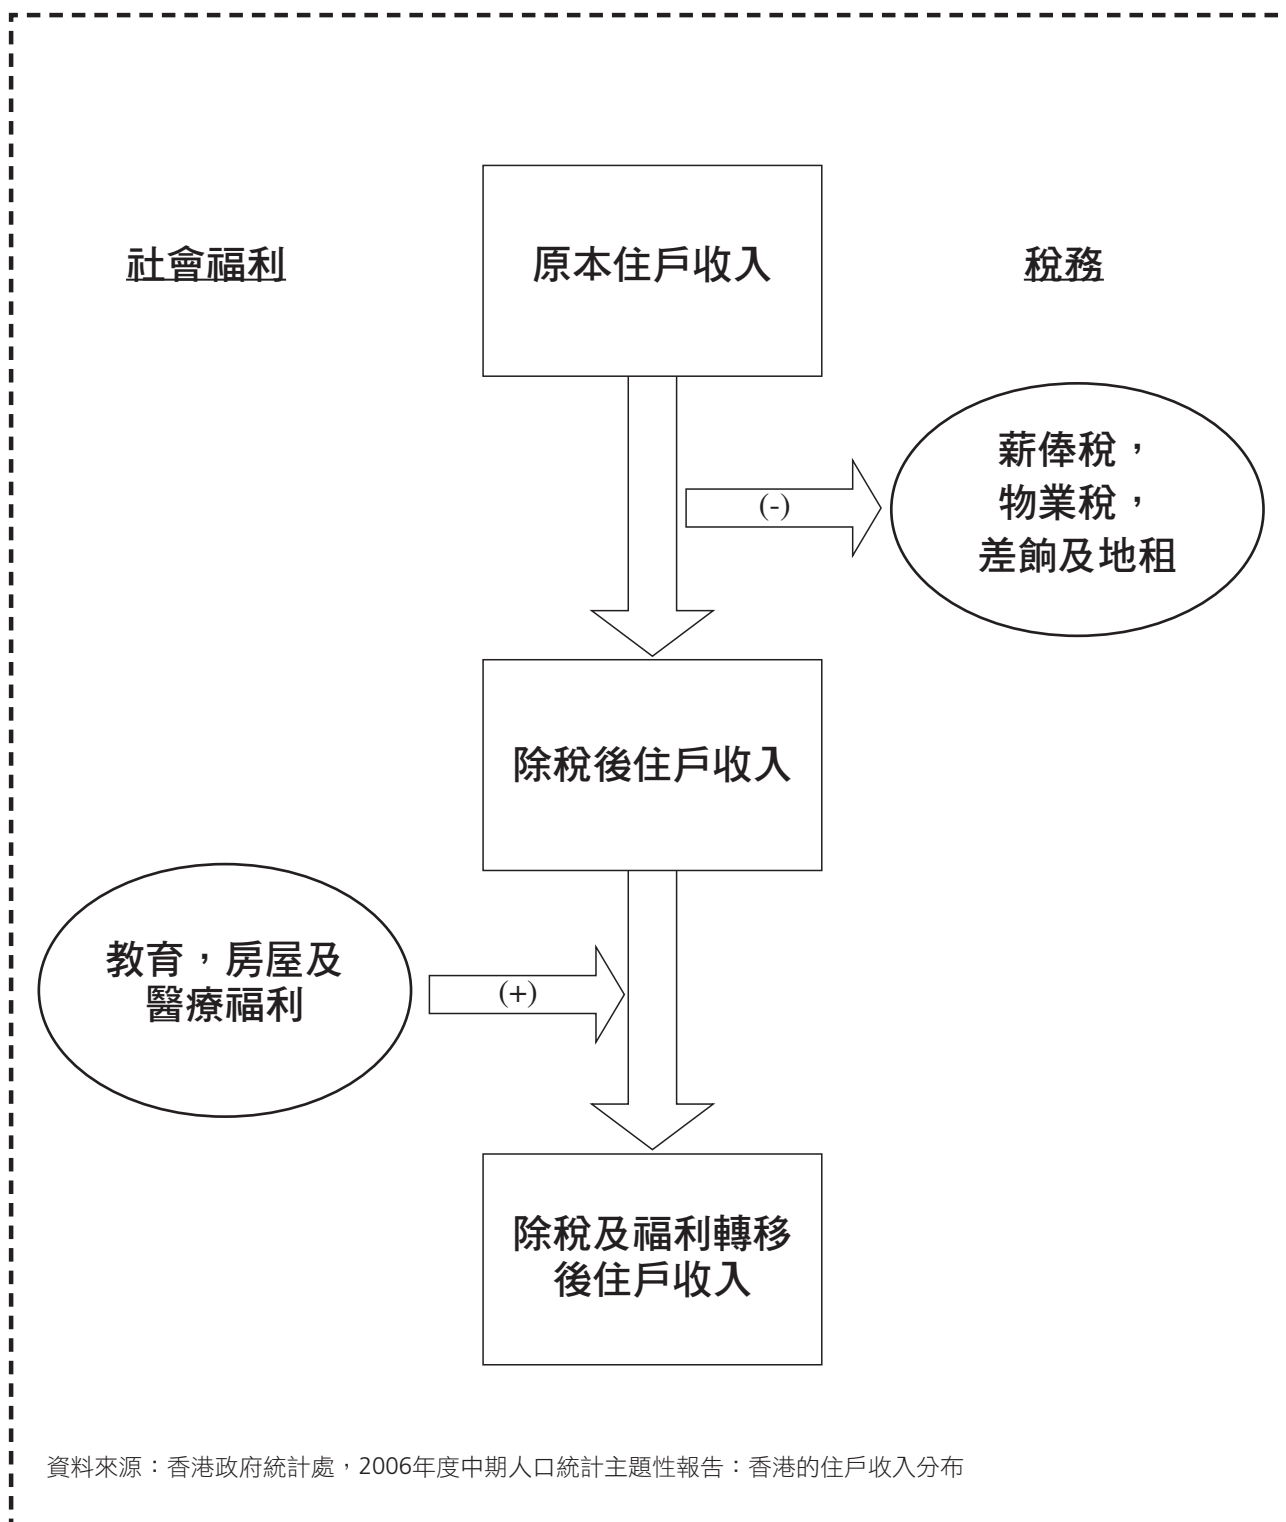 社會福利
原本住戶收入
稅務
薪俸稅，
物業稅，
差餉及地租
(-)
除稅後住戶收入
教育，房屋及
醫療福利
(+)
除稅及福利轉移
後住戶收入
資料來源：香港政府統計處，2006年度中期人口統計主題性報告：香港的住戶收入分布